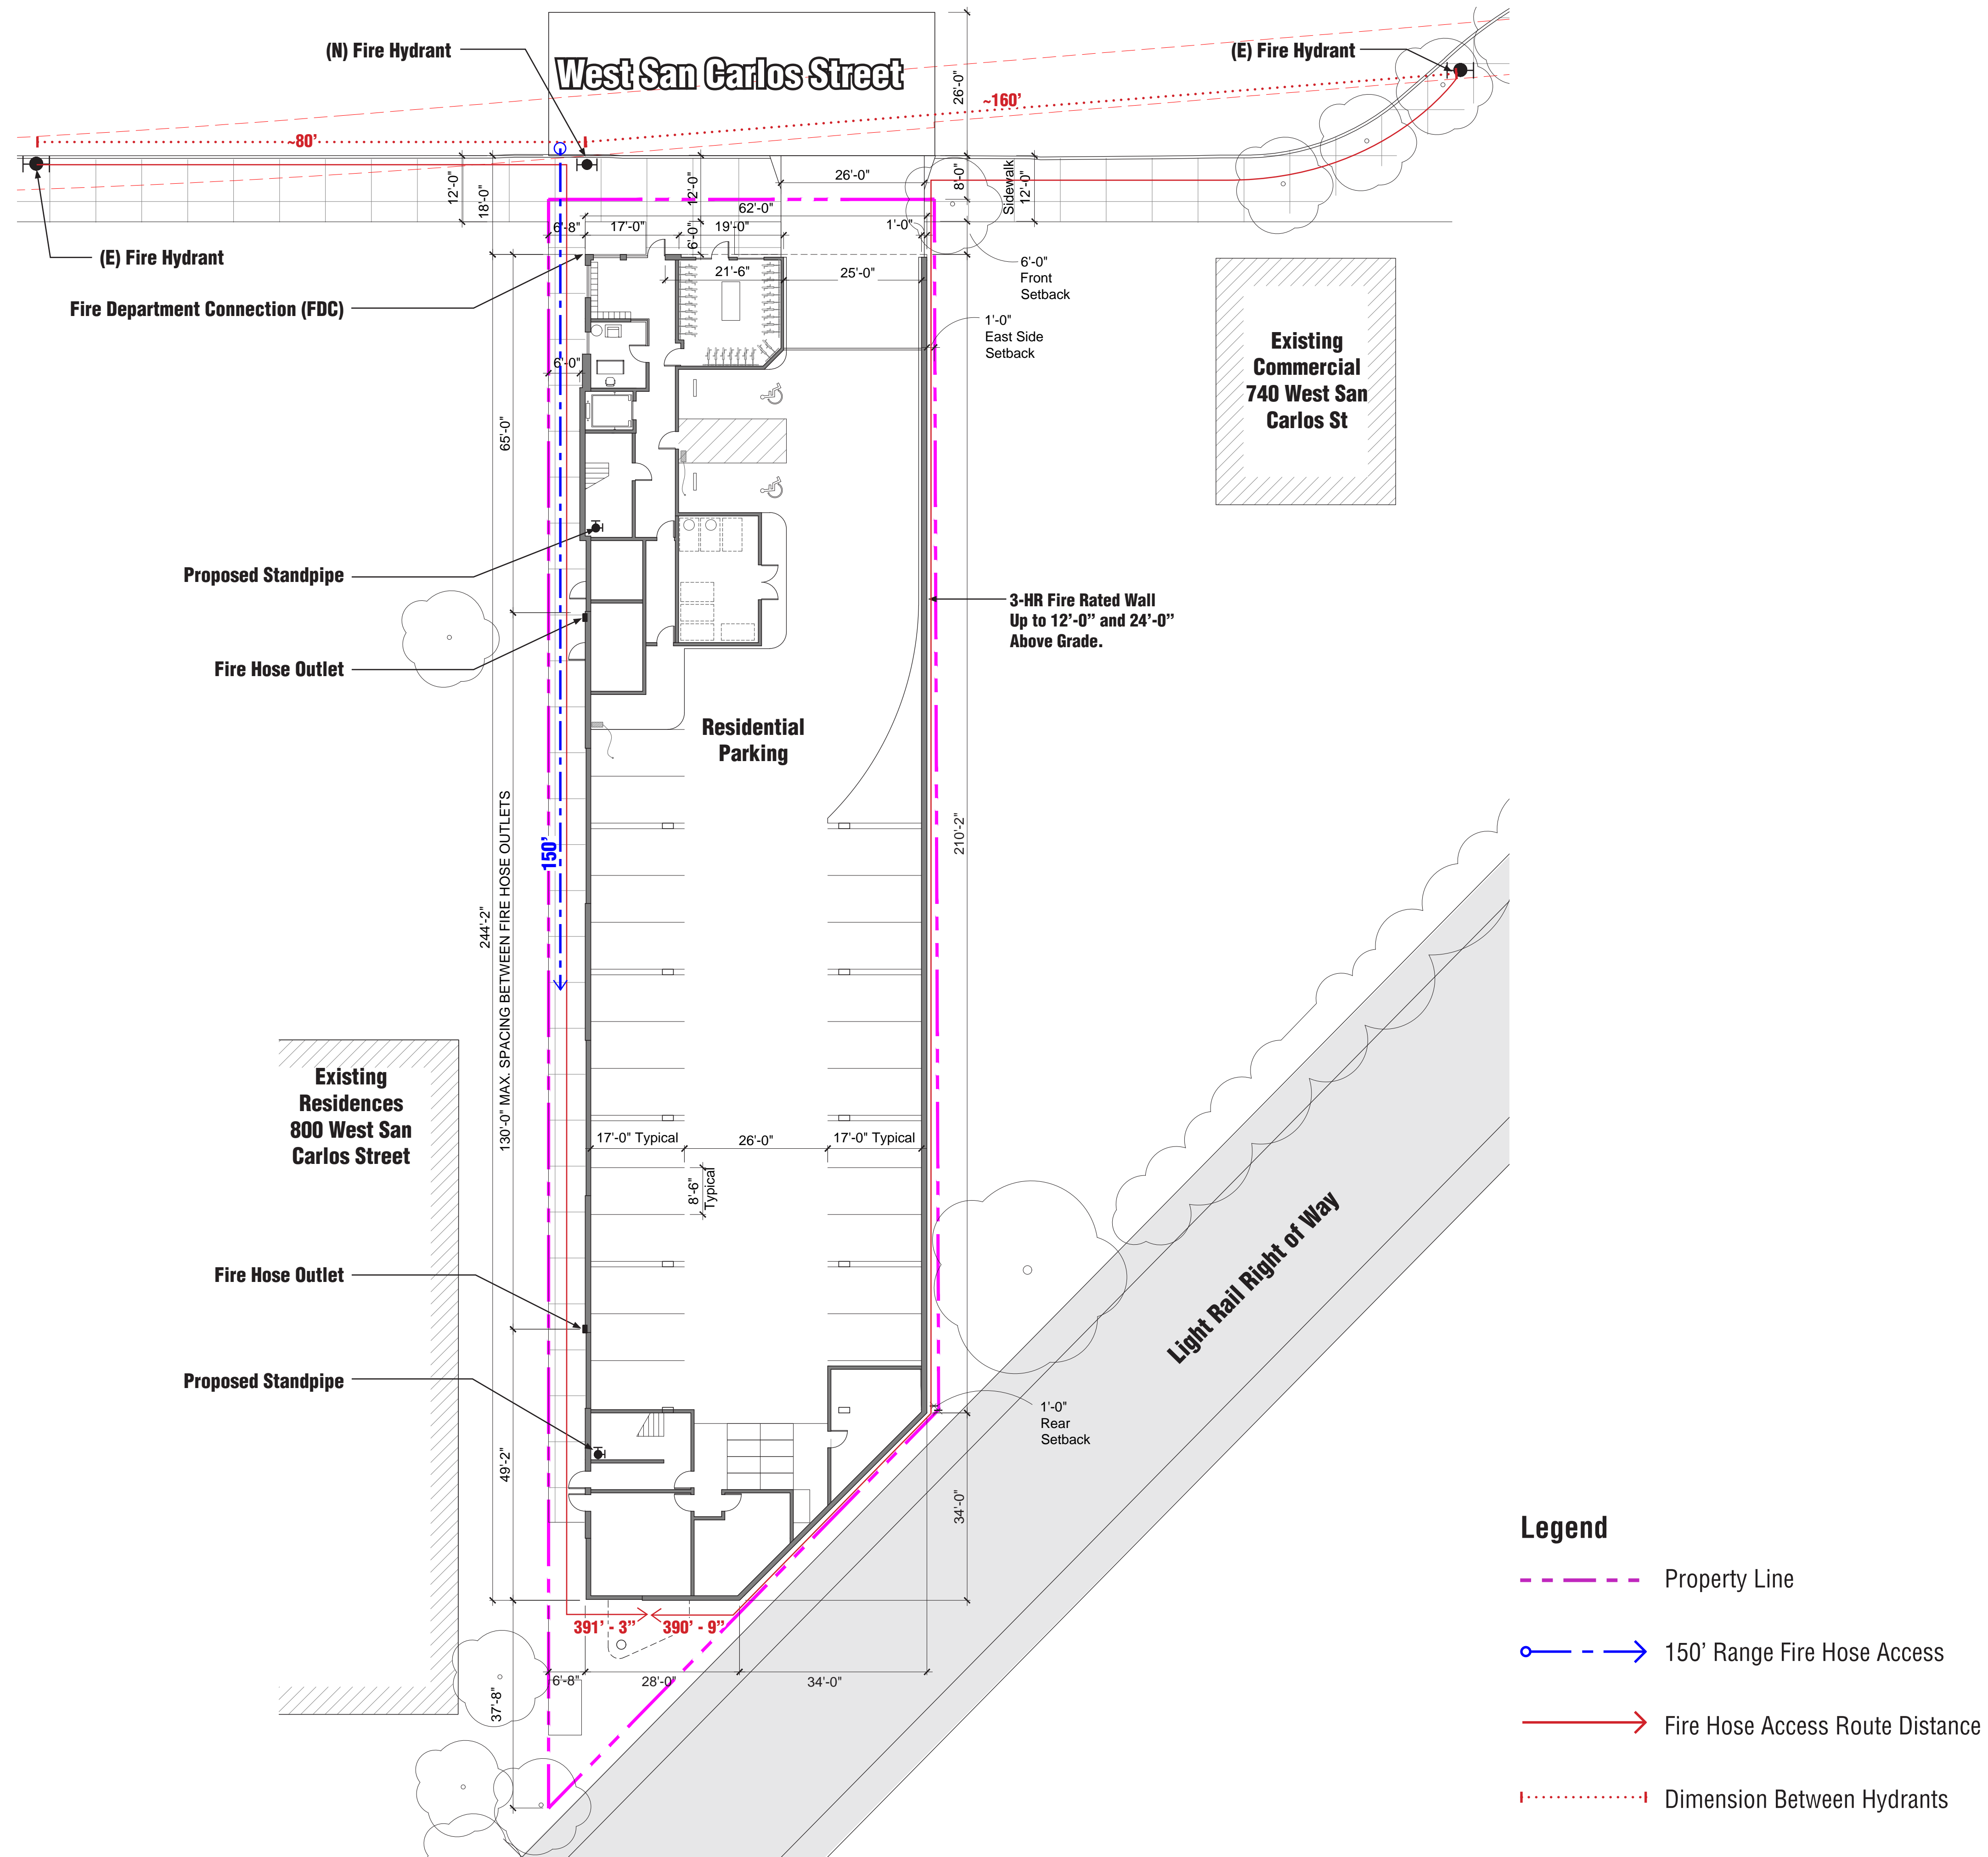 (N) Fire Hydrant
West San Carlos Street
(E) Fire Hydrant
26'-0"
~160'
~80'
12'-0"
18'-0"
12'-0"
26'-0"
8'-0"
Sidewalk
12'-0"
62'-0"
6'-8"
17'-0"
6'-0"
19'-0"
1'-0"
(E) Fire Hydrant
6'-0"
Front
Setback
21'-6"
25'-0"
Fire Department Connection (FDC)
1'-0"
East Side
Setback
Existing
Commercial
740 West San
Carlos St
6'-0"
65'-0"
Proposed Standpipe
3-HR Fire Rated Wall
Up to 12’-0” and 24’-0”
Above Grade.
Fire Hose Outlet
Residential
Parking
150’
210'-2"
244'-2"
130'-0" MAX. SPACING BETWEEN FIRE HOSE OUTLETS
Existing
Residences
800 West San
Carlos Street
17'-0" Typical
26'-0"
17'-0" Typical
8'-6"
Typical
Light Rail Right of Way
Fire Hose Outlet
Proposed Standpipe
1'-0"
Rear
Setback
49'-2"
34'-0"
391’ - 3”
390’ - 9”
6'-8"
28'-0"
34'-0"
37'-8"
Legend
Property Line
150’ Range Fire Hose Access
Fire Hose Access Route Distance
Dimension Between Hydrants